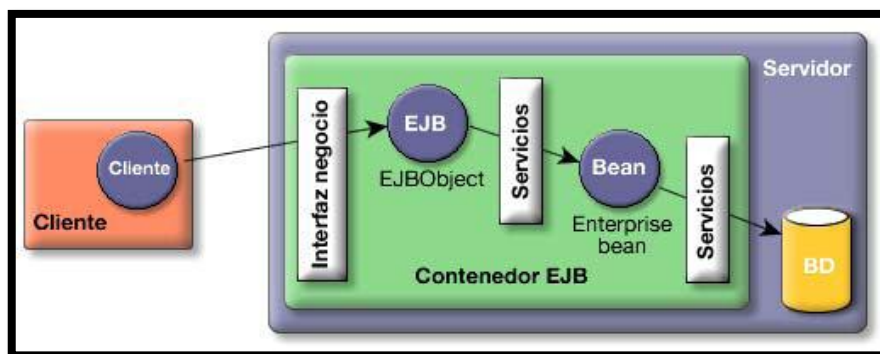 Servidor
Cliente
Cliente
Interfaz negocio
EJB
EJBObject
Servicios
Bean
Enterprise
bean
Servicios
Contenedor EJB
BD